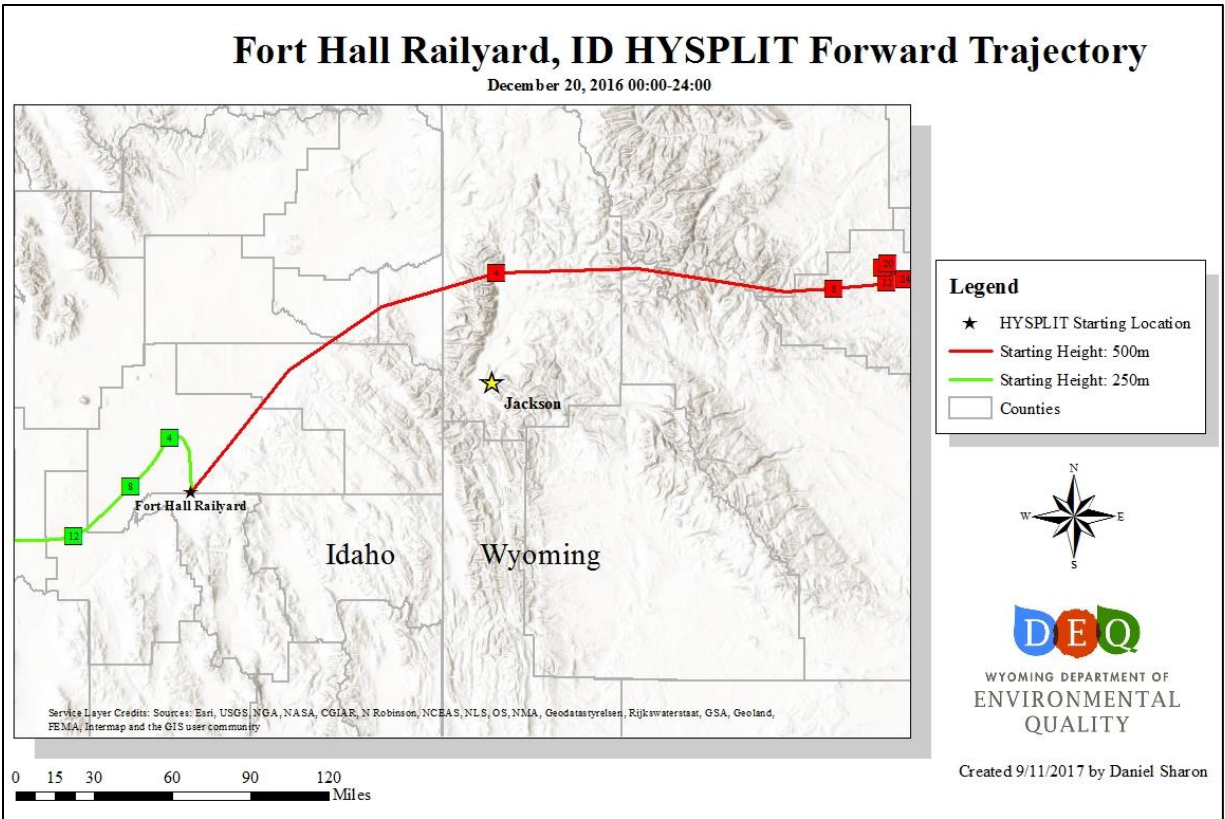 Fort Hall Railyard, ID HYSPLIT Forward Trajectory
December 20, 2016 00:00-24:00
4
20
8
12
24
Jackson
4
8
Fort Hall Railyard
12
Idaho
Wyoming
Service Layer Credits: Sources: Esri, USGS, NGA, NASA, CGIAR, N Robinson, NCEAS, NLS, OS, NMA, Geodatastyrelsen, Rijkswaterstaat, GSA, Geoland,
FEMA, Intermap and the GIS user community
0 15 30 60 90 120
Miles
Legend
HYSPLIT Starting Location
Starting Height: 500m
Starting Height: 250m
Counties
N
W E
S
DEQ
WYOMING DEPARTMENT OF
ENVIRONMENTAL
QUALITY
Created 9/11/2017 by Daniel Sharon